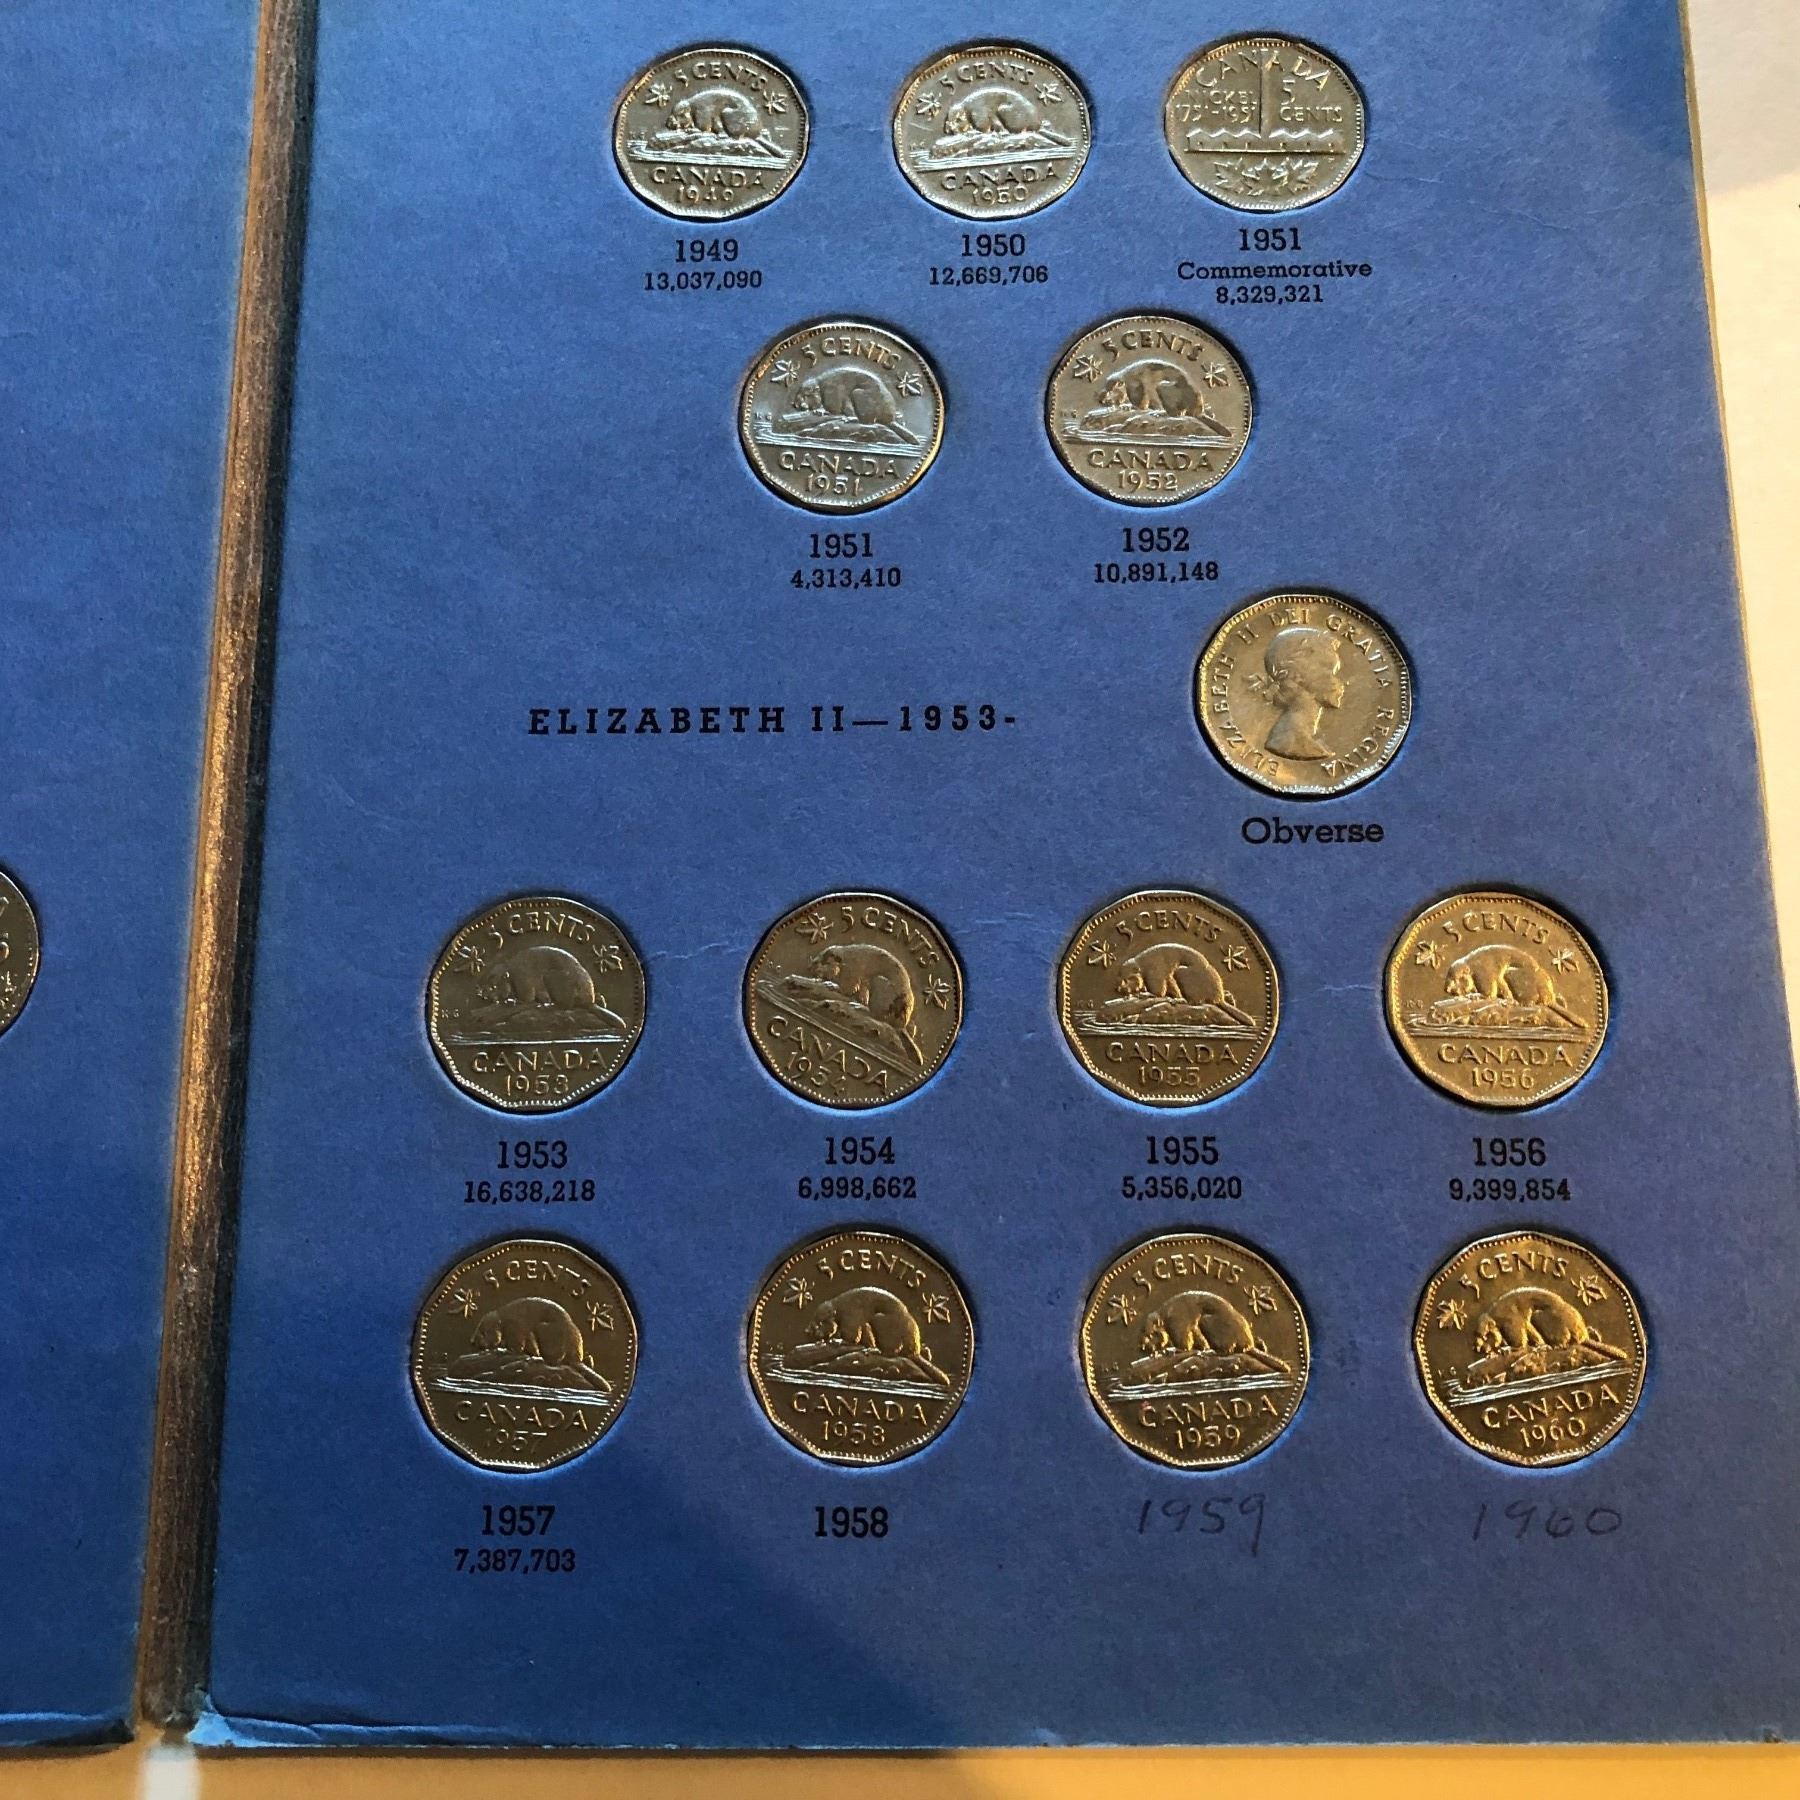 5 CENTS
K G
CANADA
1949
5 CENTS
CANADA
1950
CANADA
NICKEL 5
1751-1951 CENTS
1949
13,037,090
1950
12,669,706
1951
Commemorative
8,329,321
5 CENTS
K G
CANADA
1951
5 CENTS
K G
CANADA
1952
1951
4,313,410
1952
10,891,148
ELIZABETH II DEI GRATIA REGINA
ELIZABETH II—1953-
Obverse
5 CENTS
K G
CANADA
1953
5 CENTS
CANADA
1954
5 CENTS
K G
CANADA
1955
5 CENTS
K G
CANADA
1956
1953
16,638,218
1954
6,998,662
1955
5,356,020
1956
9,399,854
5 CENTS
CANADA
1957
5 CENTS
K G
CANADA
1958
5 CENTS
K G
CANADA
1959
5 CENTS
K G
CANADA
1960
1957
7,387,703
1958
1959
1960